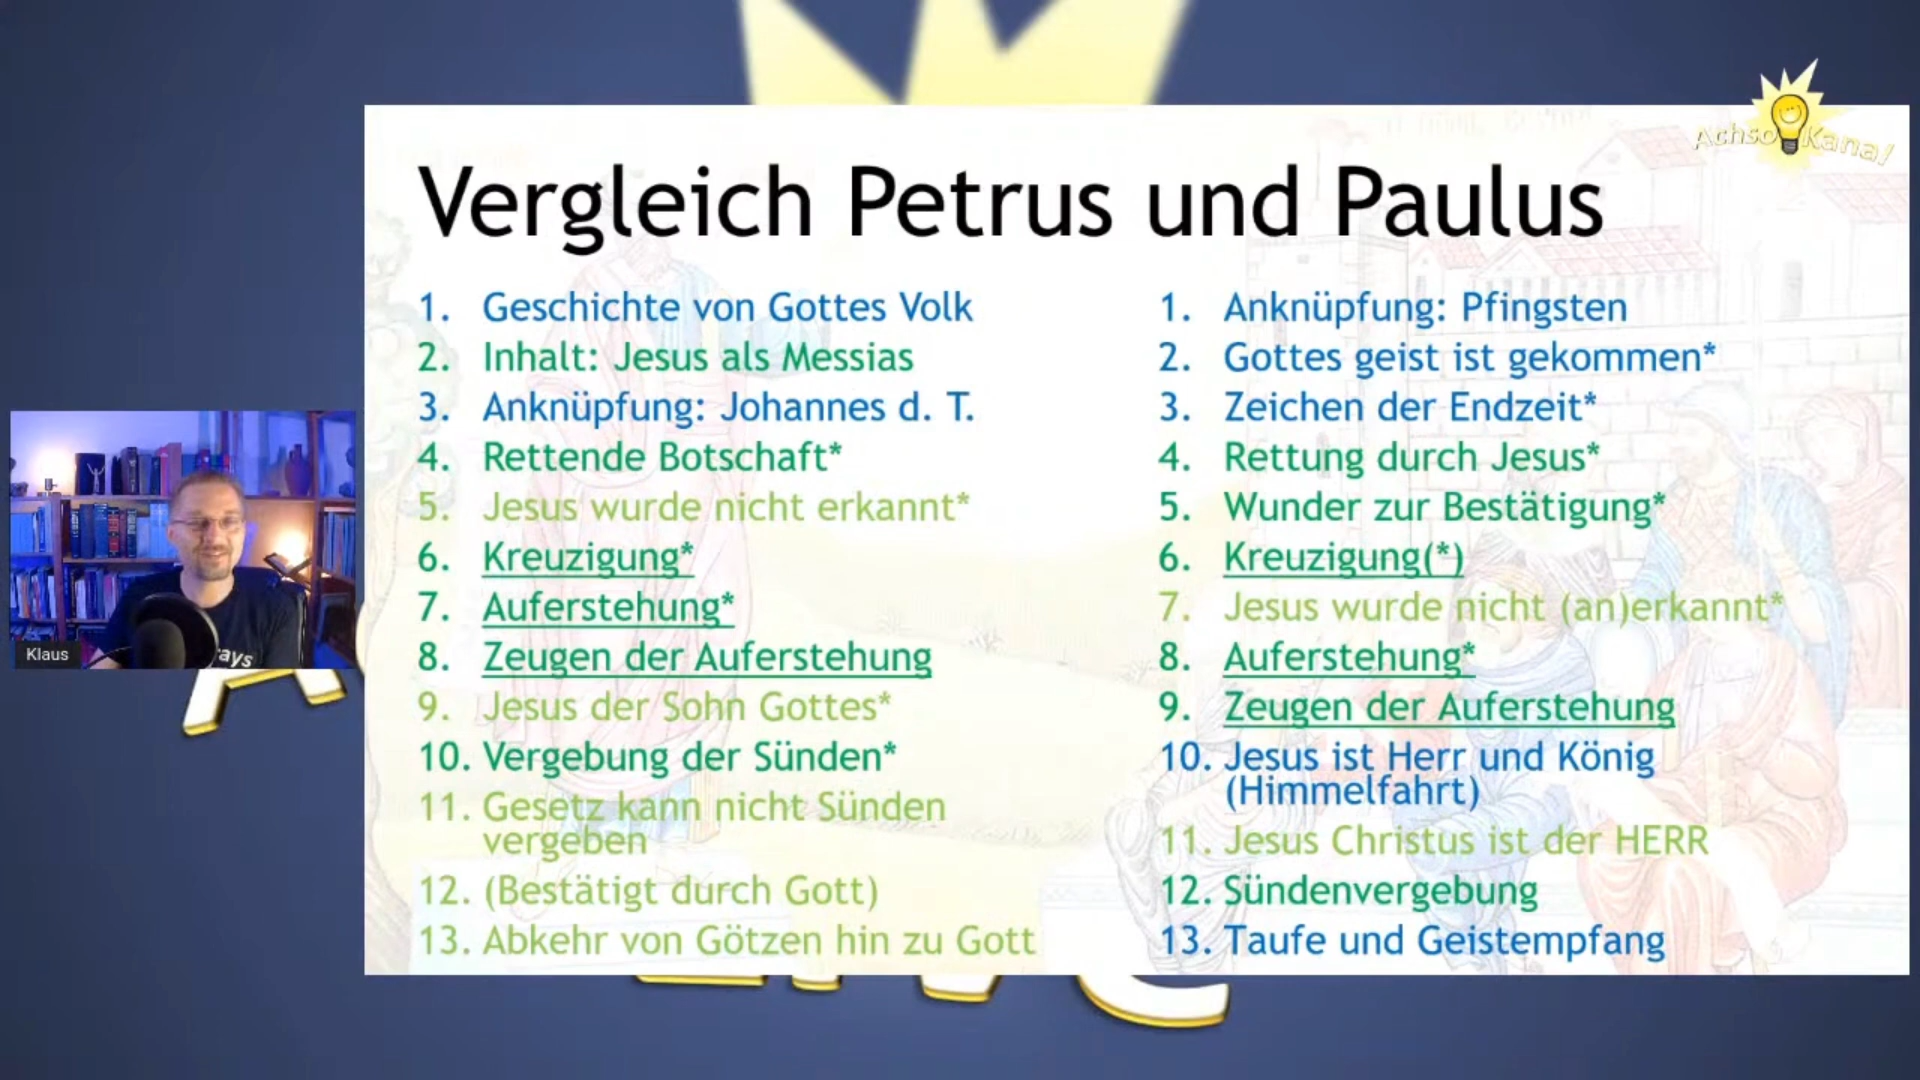 Achso Kanal
Vergleich Petrus und Paulus
1. Geschichte von Gottes Volk
2. Inhalt: Jesus als Messias
3. Anknüpfung: Johannes d. T.
4. Rettende Botschaft*
5. Jesus wurde nicht erkannt*
6. Kreuzigung*
7. Auferstehung*
8. Zeugen der Auferstehung
9. Jesus der Sohn Gottes*
10. Vergebung der Sünden*
11. Gesetz kann nicht Sünden
vergeben
12. (Bestätigt durch Gott)
13. Abkehr von Götzen hin zu Gott
1. Anknüpfung: Pfingsten
2. Gottes geist ist gekommen*
3. Zeichen der Endzeit*
4. Rettung durch Jesus*
5. Wunder zur Bestätigung*
6. Kreuzigung(*)
7. Jesus wurde nicht (an)erkannt*
8. Auferstehung*
9. Zeugen der Auferstehung
10. Jesus ist Herr und König
(Himmelfahrt)
11. Jesus Christus ist der HERR
12. Sündenvergebung
13. Taufe und Geistempfang
Klaus